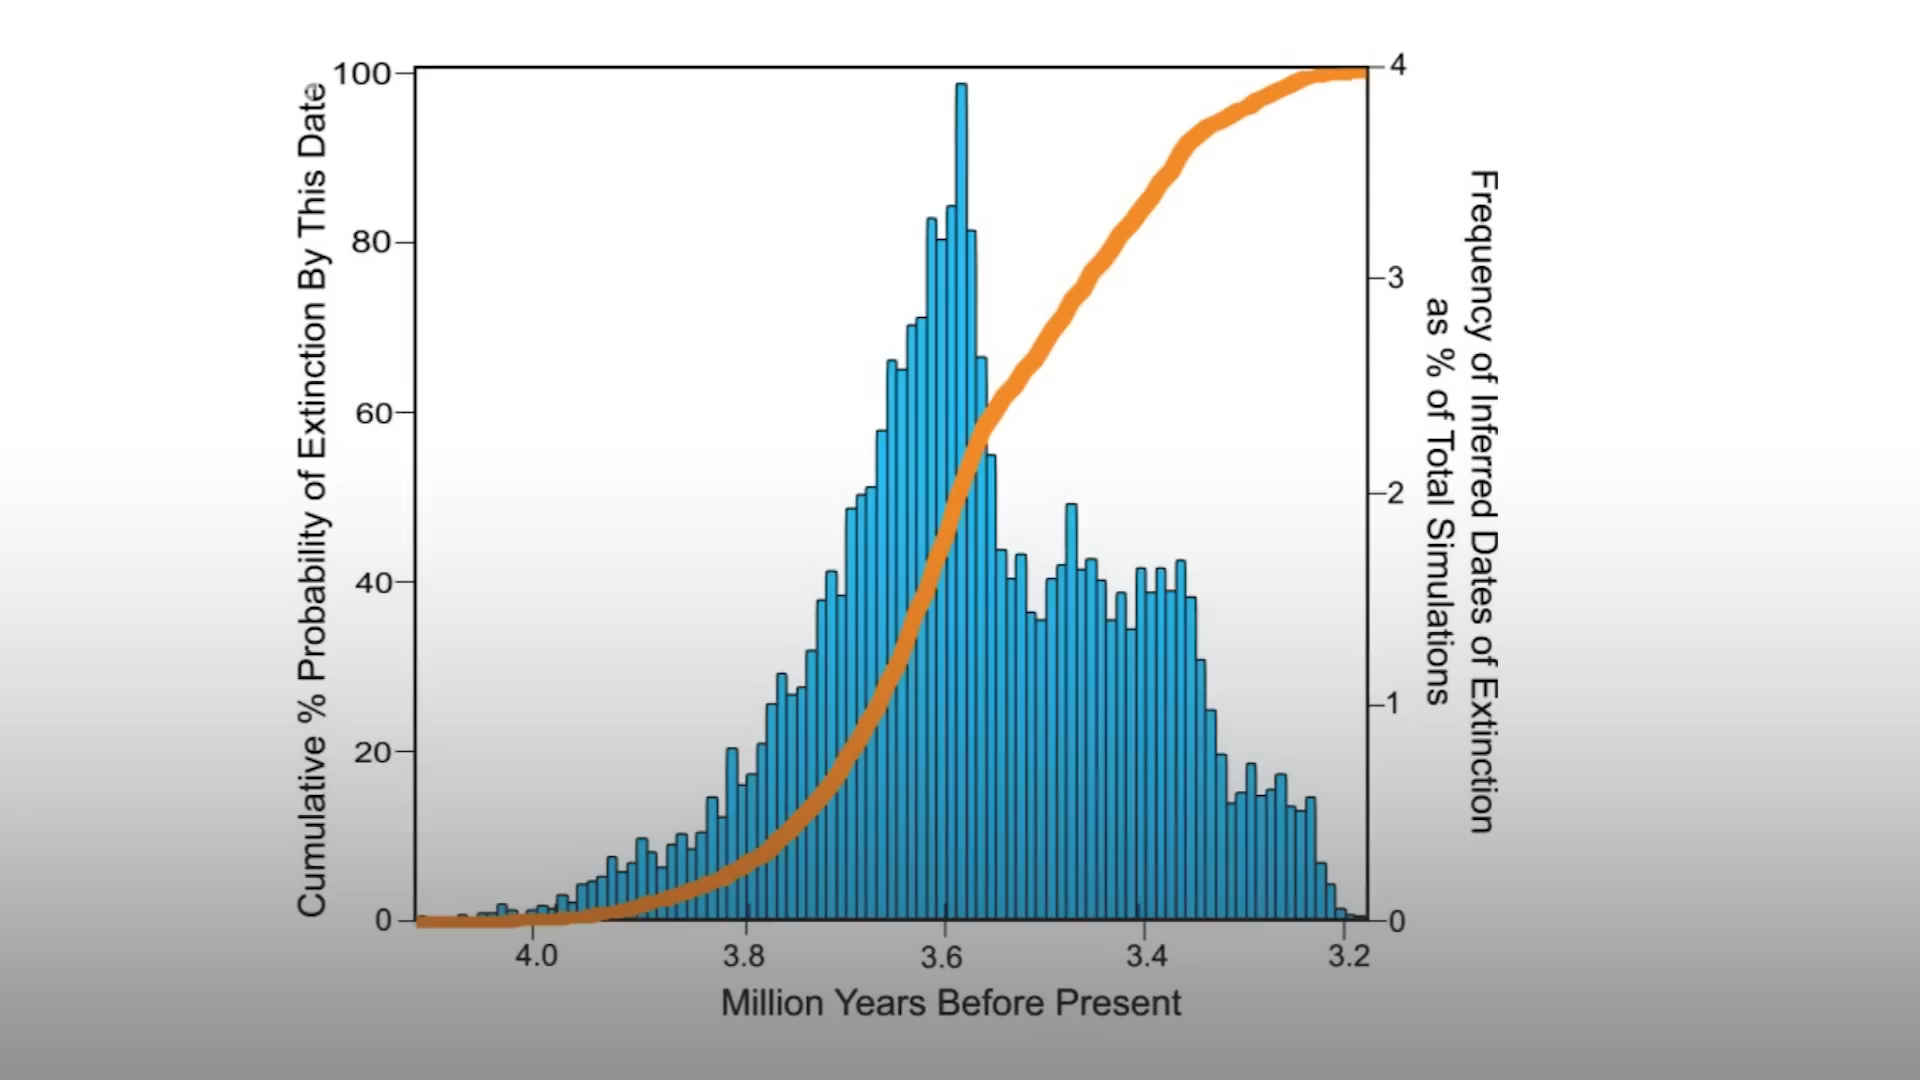 Cumulative % Probability of Extinction By This Date
100
80
60
40
20
0
4
3
2
1
0
Frequency of Inferred Dates of Extinction
as % of Total Simulations
4.0 3.8 3.6 3.4 3.2
Million Years Before Present